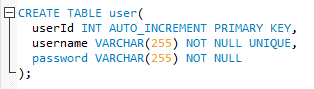 CREATE TABLE user(
userId INT AUTO_INCREMENT PRIMARY KEY,
username VARCHAR(255) NOT NULL UNIQUE,
password VARCHAR(255) NOT NULL
);